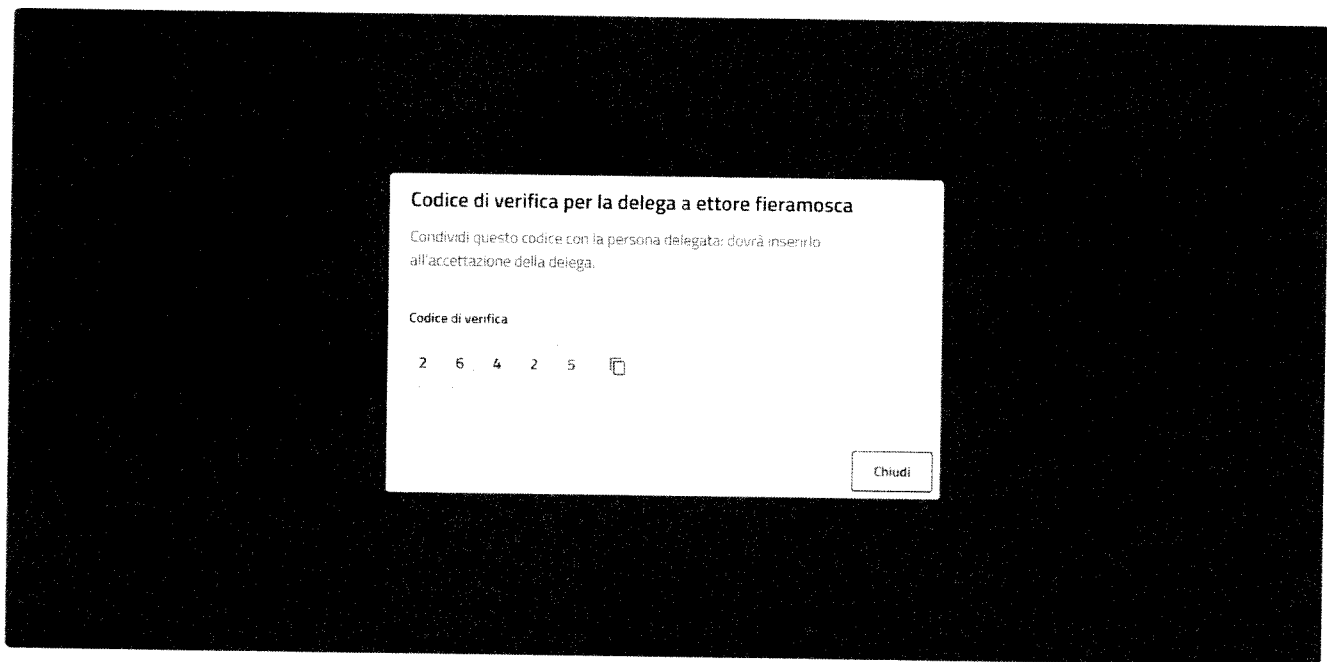 Codice di verifica per la delega a ettore fieramosca
Condividi questo codice con la persona delegata: dovrà inserirlo
all'accettazione della delega.
Codice di verifica
2 6 4 2 5
Chiudi